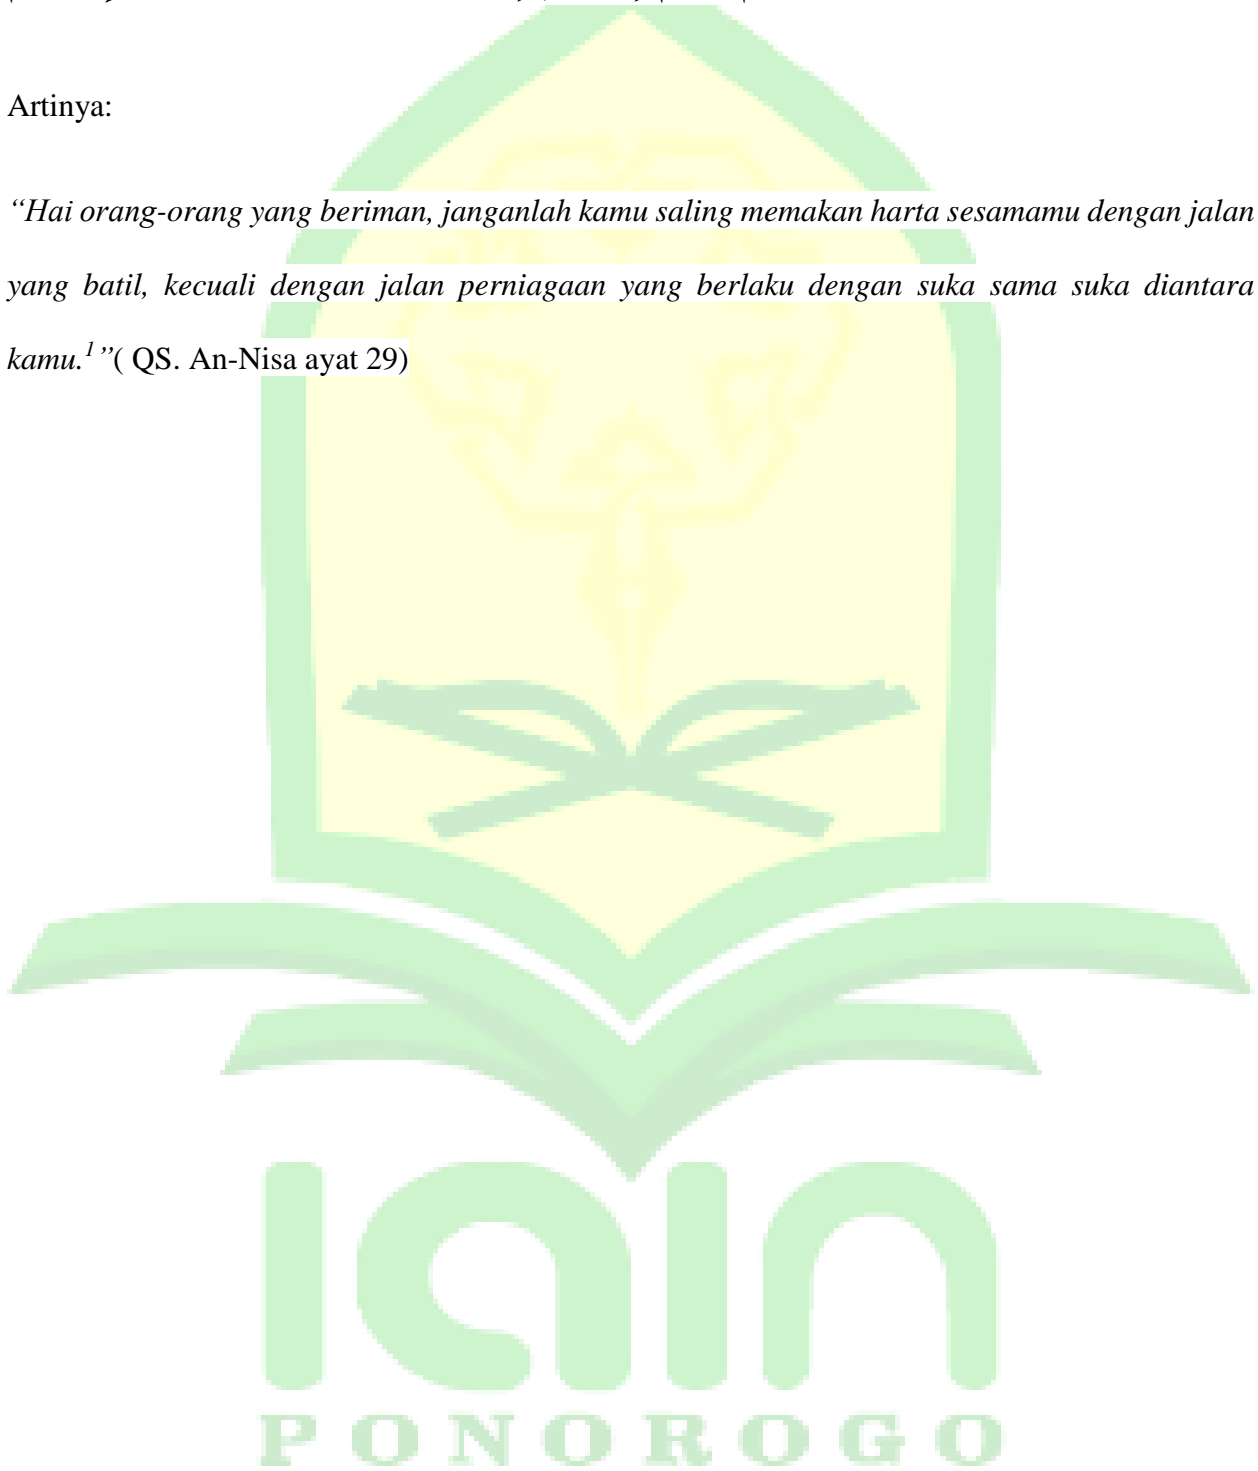 Artinya:
“Hai orang-orang yang beriman, janganlah kamu saling memakan harta sesamamu dengan jalan
yang batil, kecuali dengan jalan perniagaan yang berlaku dengan suka sama suka diantara
kamu.¹”( QS. An-Nisa ayat 29)
IAIN
PONOROGO